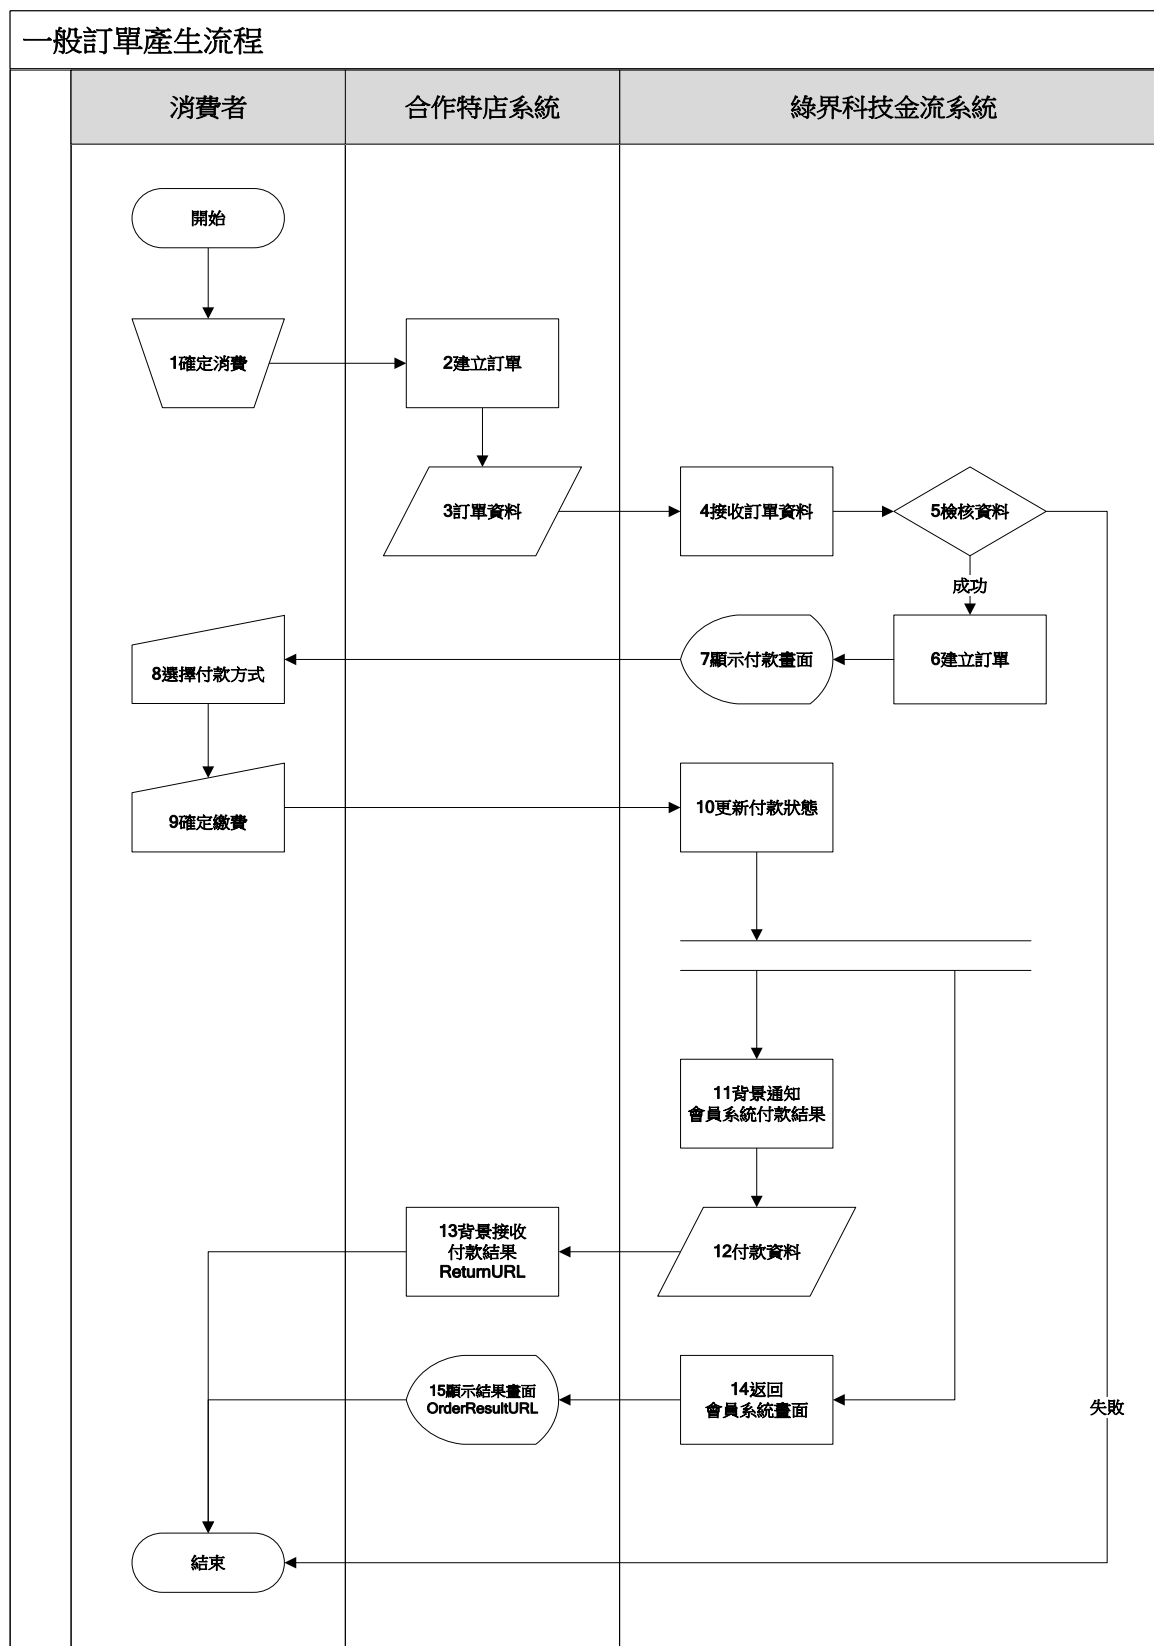 一般訂單產生流程
消費者
合作特店系統
綠界科技金流系統
開始
1確定消費
2建立訂單
3訂單資料
4接收訂單資料
5檢核資料
成功
6建立訂單
7顯示付款畫面
8選擇付款方式
9確定繳費
10更新付款狀態
11背景通知
會員系統付款結果
12付款資料
13背景接收
付款結果
ReturnURL
14返回
會員系統畫面
15顯示結果畫面
OrderResultURL
失敗
結束